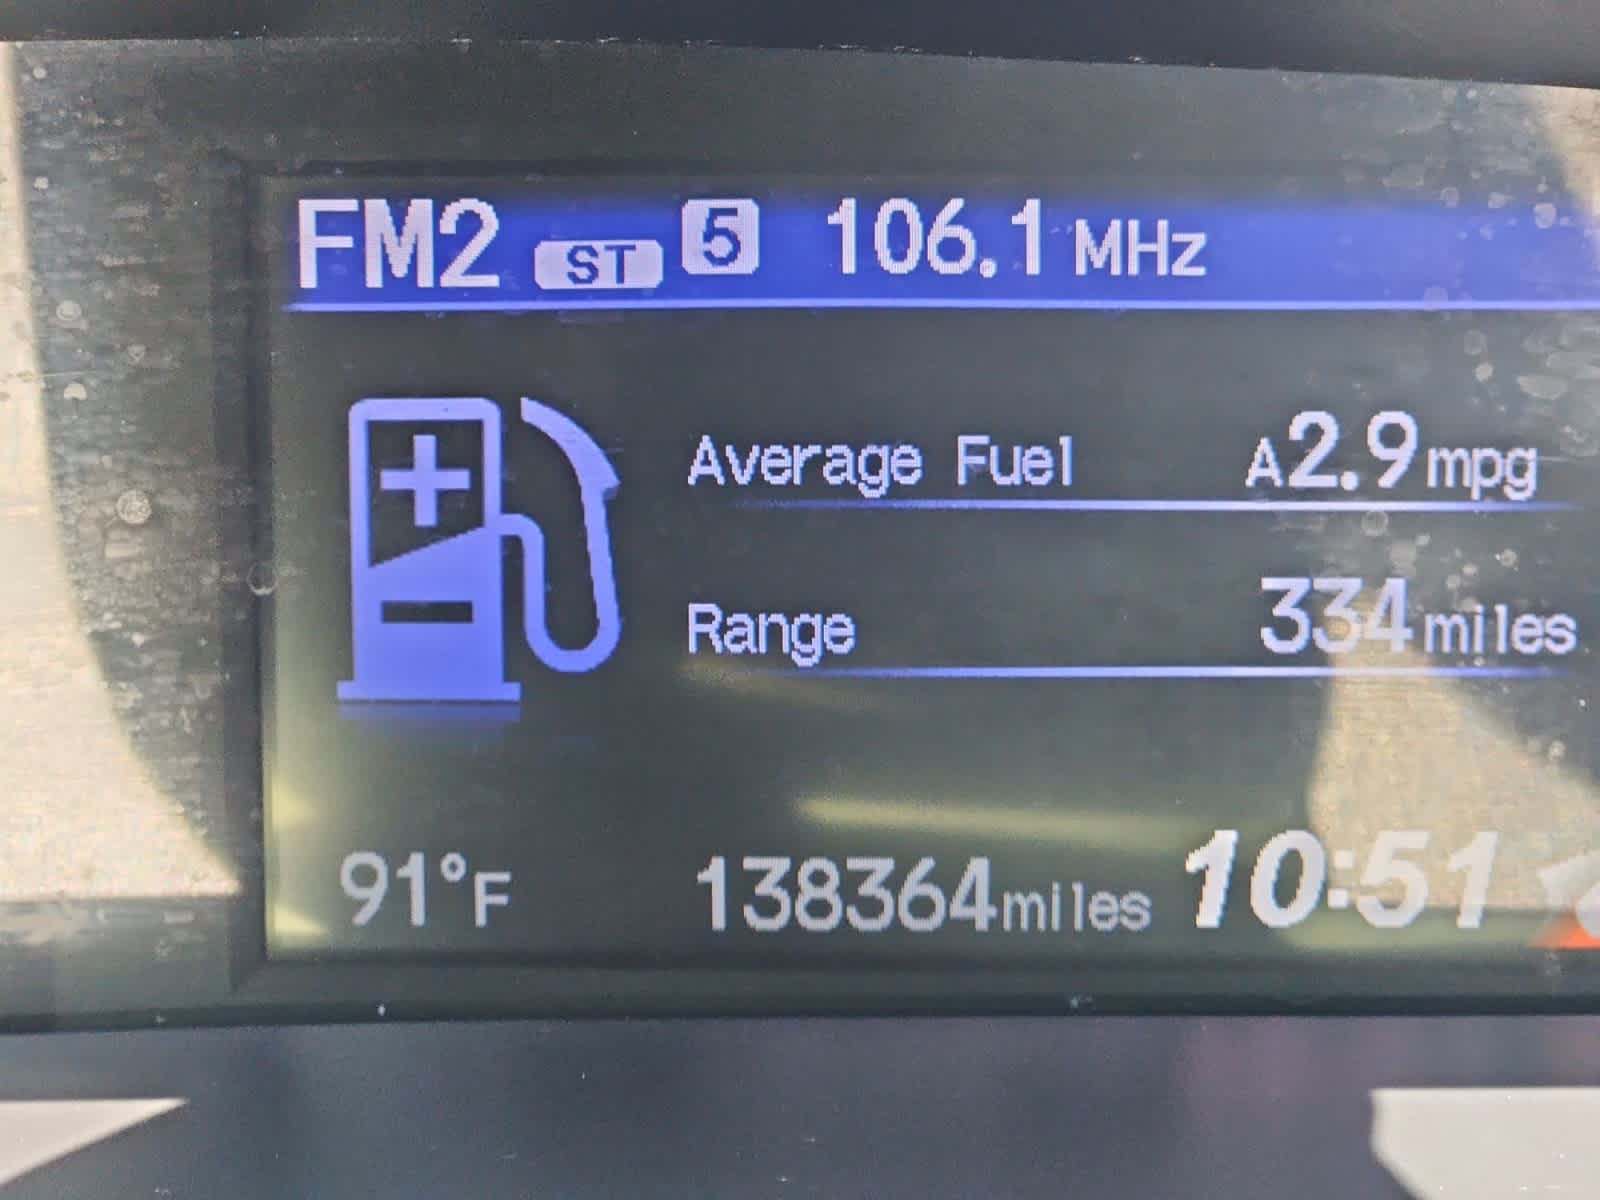 FM2 ST 5 106.1 MHz
Average Fuel A2.9 mpg
Range 334 miles
91°F 138364 miles 10:51